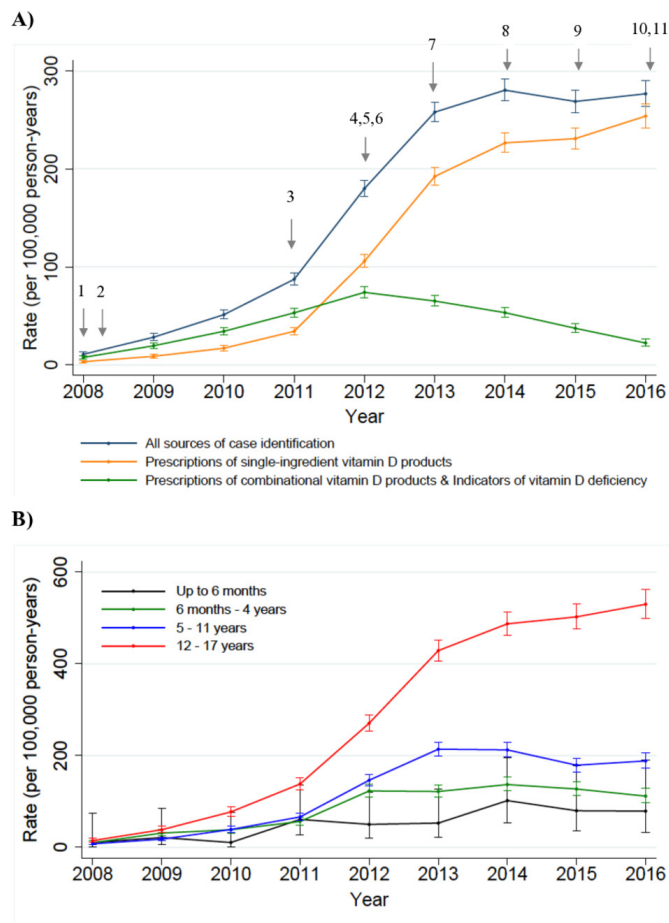 A)
1
2
3
4,5,6
7
8
9
10,11
300
200
100
0
Rate (per 100,000 person-years)
2008 2009 2010 2011 2012 2013 2014 2015 2016
Year
All sources of case identification
Prescriptions of single-ingredient vitamin D products
Prescriptions of combinational vitamin D products & Indicators of vitamin D deficiency
B)
600
400
200
0
Rate (per 100,000 person-years)
Up to 6 months
6 months - 4 years
5 - 11 years
12 - 17 years
2008 2009 2010 2011 2012 2013 2014 2015 2016
Year